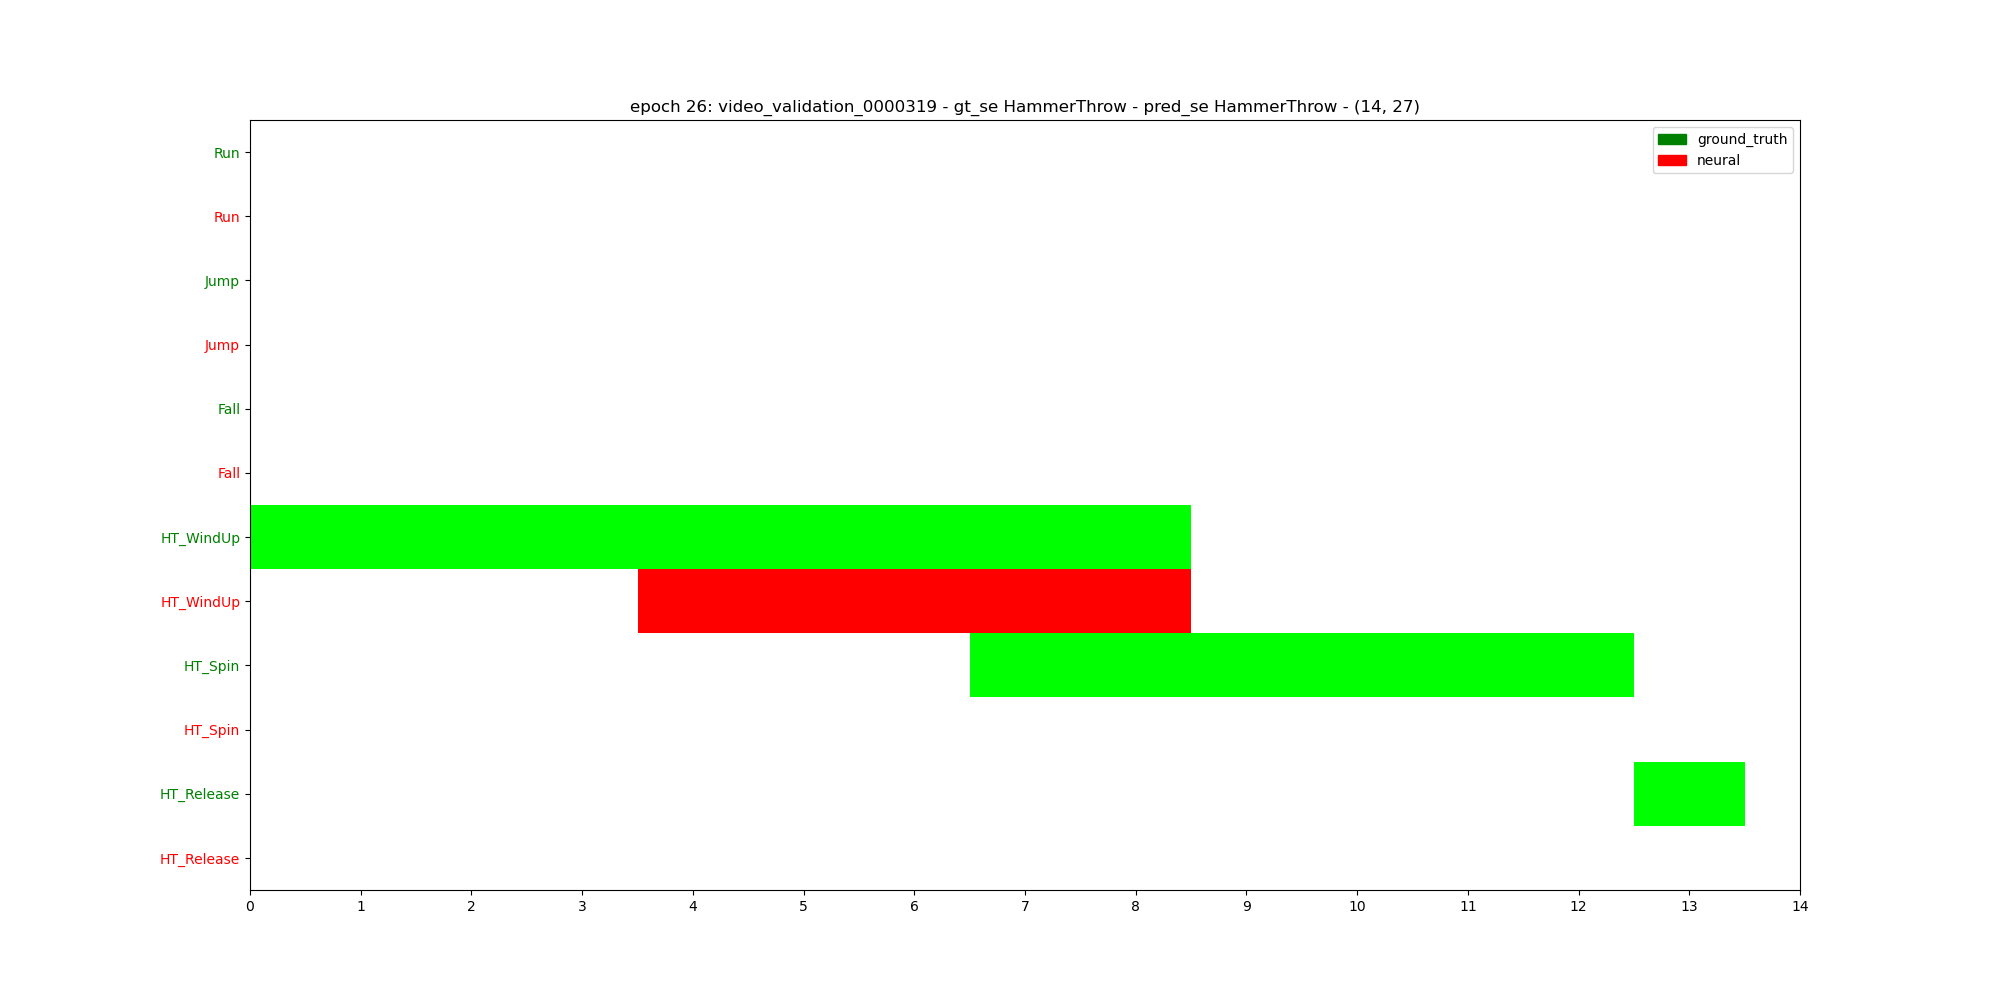 epoch 26: video_validation_0000319 - gt_se HammerThrow - pred_se HammerThrow - (14, 27)
ground_truth
neural
Run
Run
Jump
Jump
Fall
Fall
HT_WindUp
HT_WindUp
HT_Spin
HT_Spin
HT_Release
HT_Release
0 1 2 3 4 5 6 7 8 9 10 11 12 13 14